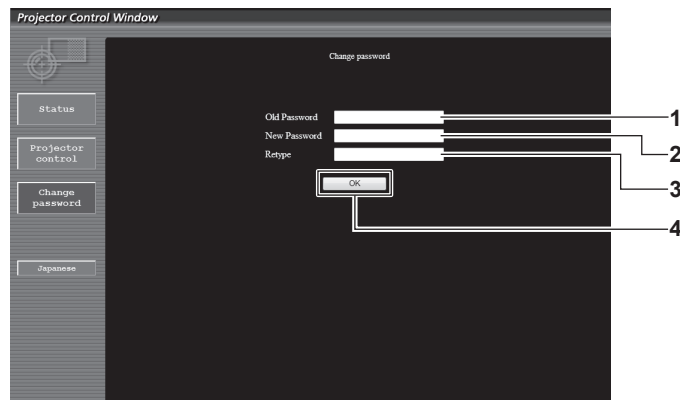 Projector Control Window
Status
Projector
control
Change
password
Japanese
Change password
Old Password
New Password
Retype
OK
1
2
3
4